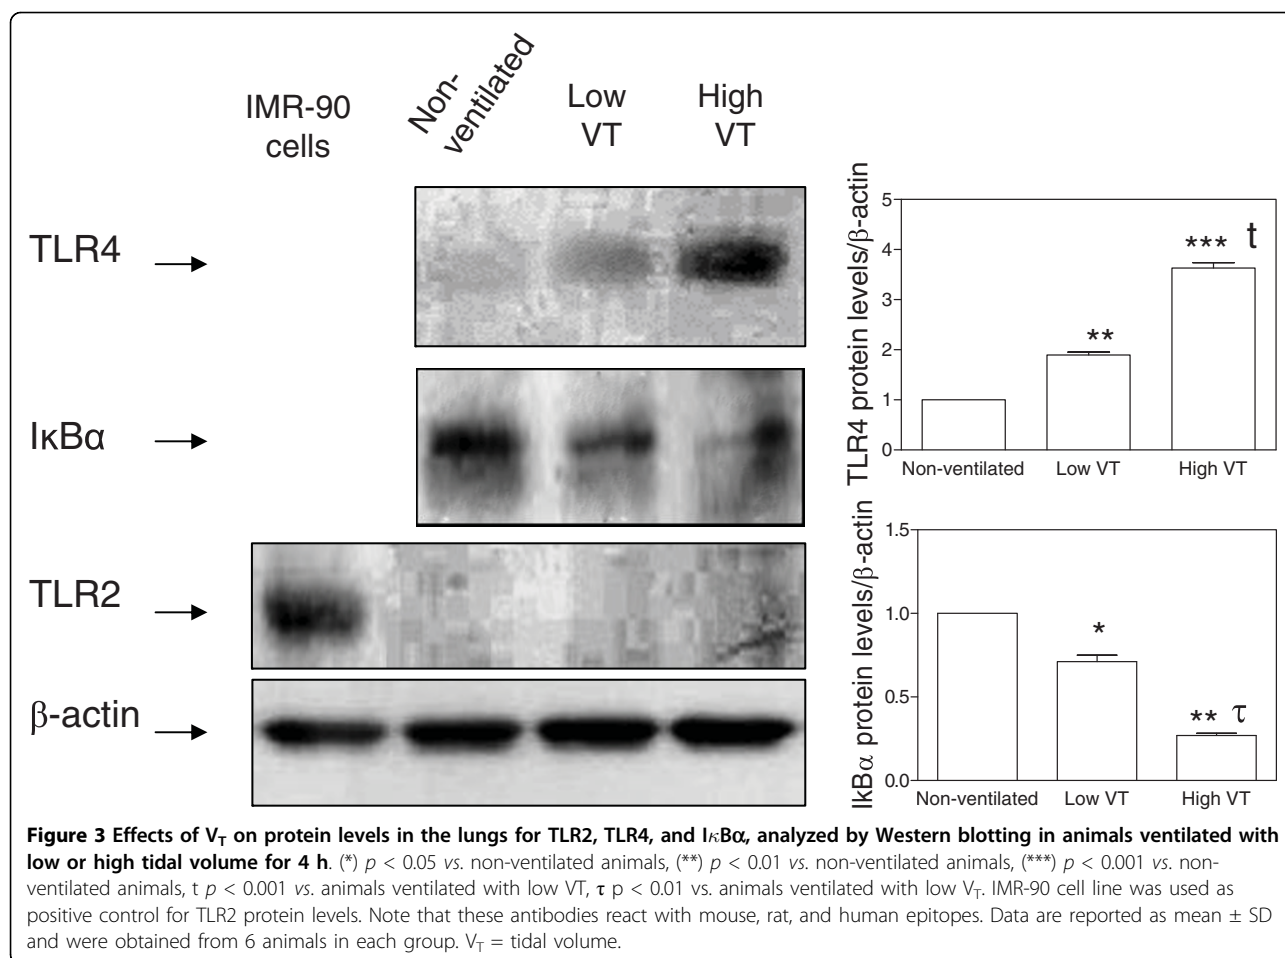 IMR-90
cells
Non-
ventilated
Low
VT
High
VT
TLR4
IκBα
TLR2
β-actin
TLR4 protein levels/β-actin
5
4
3
2
1
0
** 
*** t
Non-ventilated Low VT High VT
IkBα protein levels/β-actin
1.5
1.0
0.5
0.0
*
** τ
Non-ventilated Low VT High VT
Figure 3 Effects of VT on protein levels in the lungs for TLR2, TLR4, and IκBα, analyzed by Western blotting in animals ventilated with
low or high tidal volume for 4 h. (*) p < 0.05 vs. non-ventilated animals, (**) p < 0.01 vs. non-ventilated animals, (***) p < 0.001 vs. non-
ventilated animals, t p < 0.001 vs. animals ventilated with low VT, τ p < 0.01 vs. animals ventilated with low VT. IMR-90 cell line was used as
positive control for TLR2 protein levels. Note that these antibodies react with mouse, rat, and human epitopes. Data are reported as mean ± SD
and were obtained from 6 animals in each group. VT = tidal volume.